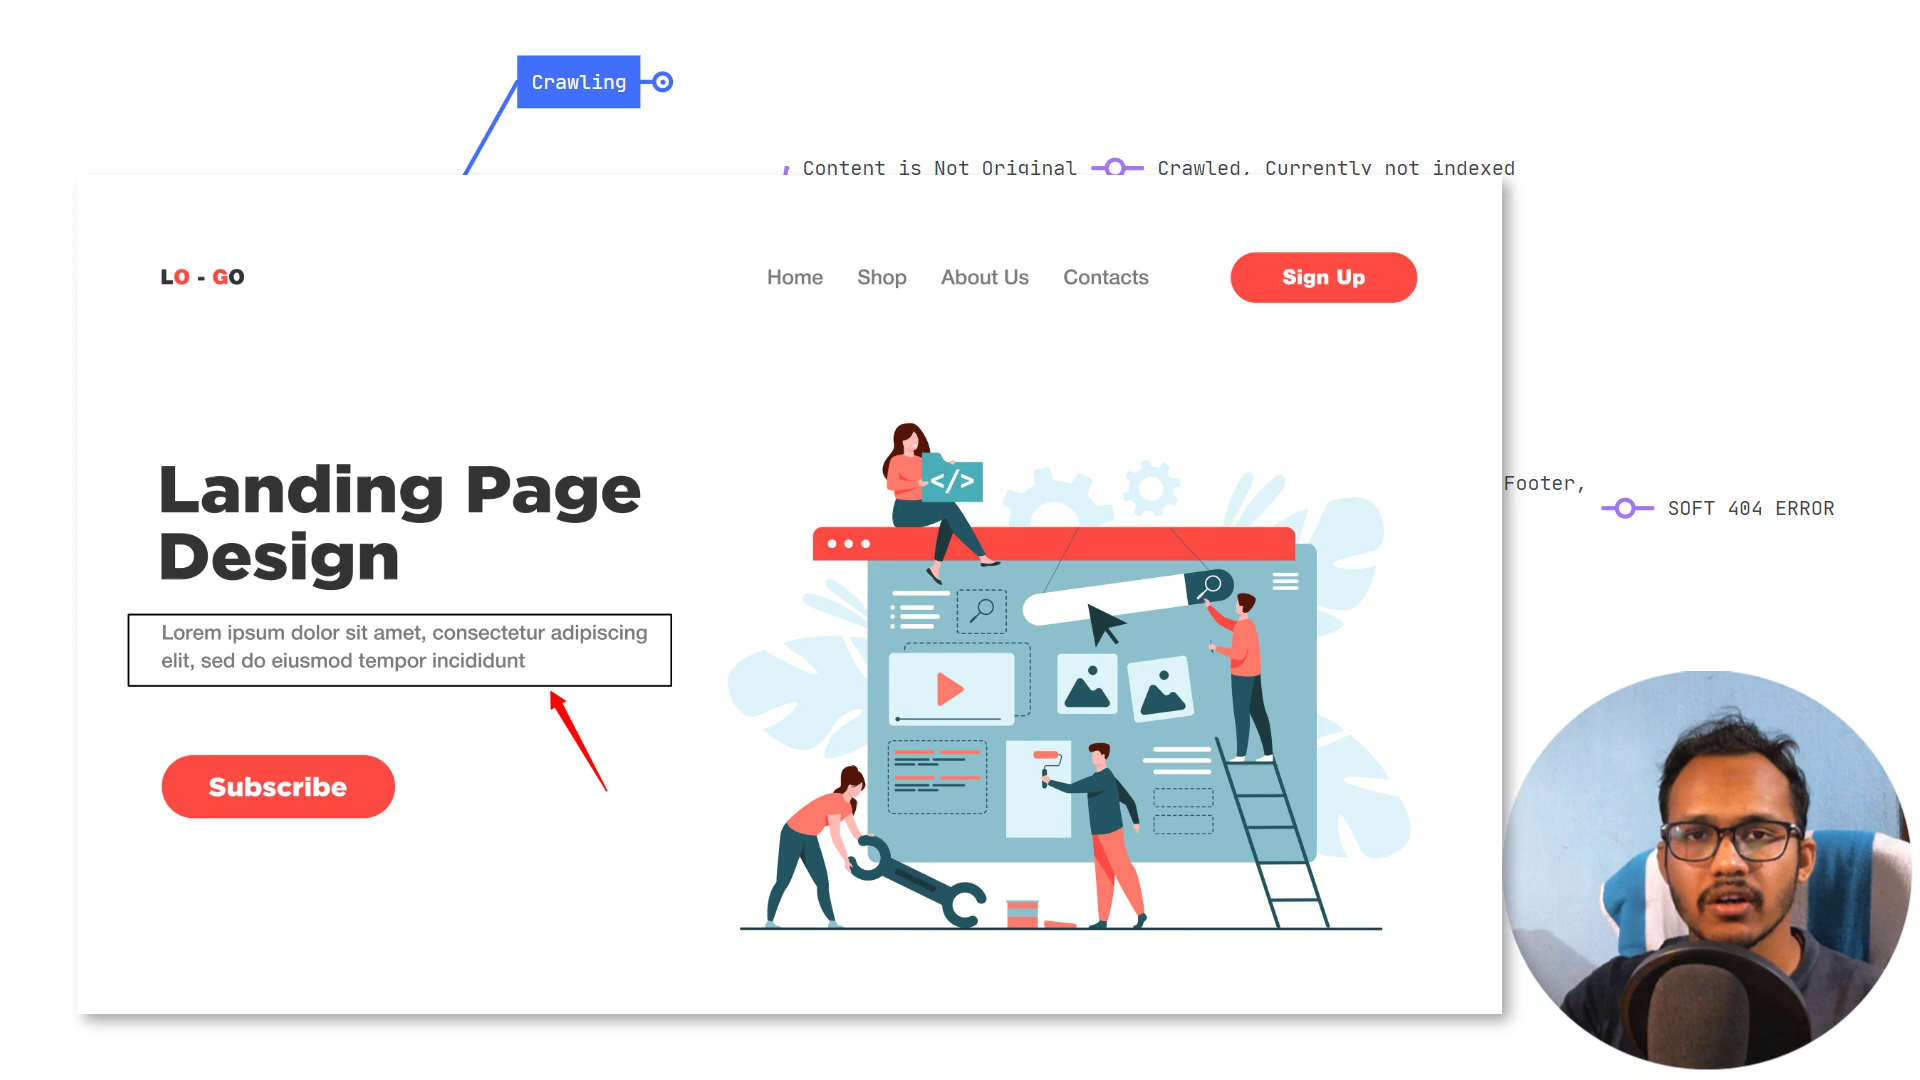 Crawling
Content is Not Original
Crawled, Currently not indexed
LO - GO
Home
Shop
About Us
Contacts
Sign Up
Landing Page
Design
</>
Footer,
SOFT 404 ERROR
Lorem ipsum dolor sit amet, consectetur adipiscing
elit, sed do eiusmod tempor incididunt
Subscribe